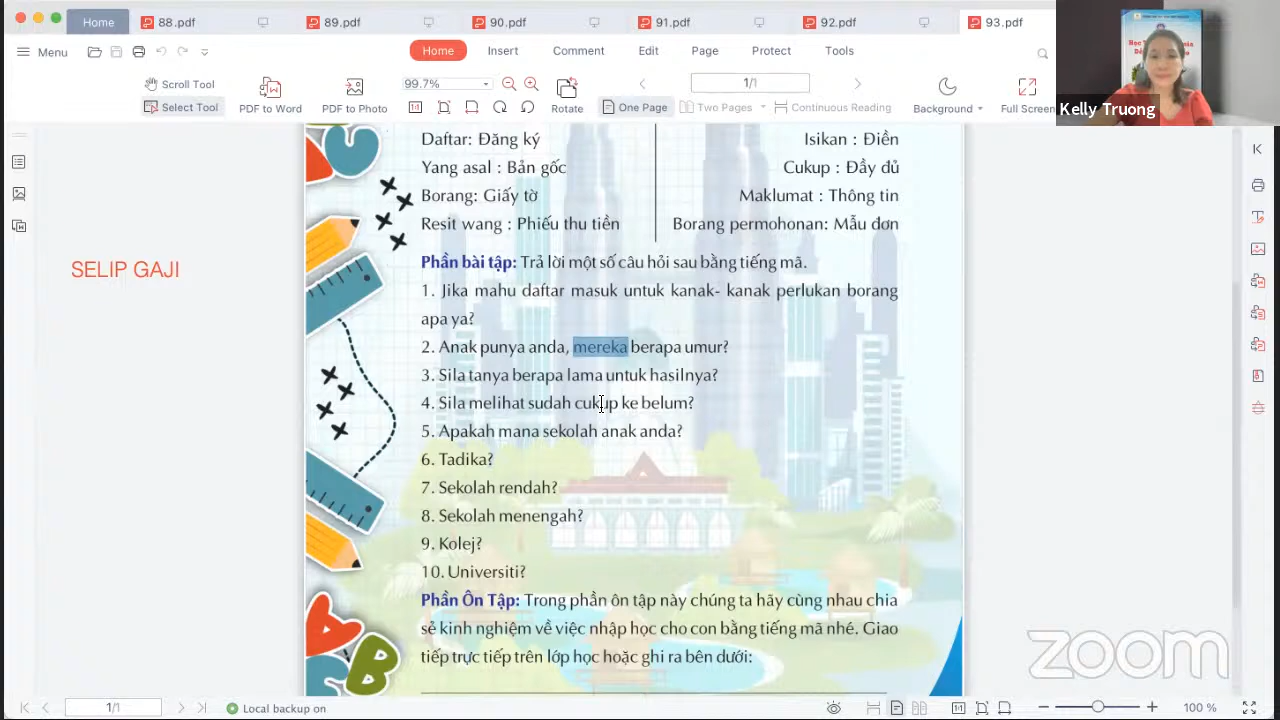 Home
88.pdf
89.pdf
90.pdf
91.pdf
92.pdf
93.pdf
Menu
Home
Insert
Comment
Edit
Page
Protect
Tools
Scroll Tool
Select Tool
PDF to Word
PDF to Photo
99.7%
Rotate
1/1
One Page
Two Pages
Continuous Reading
Background
Full Screen
Kelly Truong
SELIP GAJI
Daftar: Đăng ký
Isikan : Điền
Yang asal : Bản gốc
Cukup : Đầy đủ
Borang: Giấy tờ
Maklumat : Thông tin
Resit wang : Phiếu thu tiền
Borang permohonan: Mẫu đơn
Phần bài tập: Trả lời một số câu hỏi sau bằng tiếng mã.
1. Jika mahu daftar masuk untuk kanak- kanak perlukan borang
apa ya?
2. Anak punya anda, mereka berapa umur?
3. Sila tanya berapa lama untuk hasilnya?
4. Sila melihat sudah cukup ke belum?
5. Apakah mana sekolah anak anda?
6. Tadika?
7. Sekolah rendah?
8. Sekolah menengah?
9. Kolej?
10. Universiti?
Phần Ôn Tập: Trong phần ôn tập này chúng ta hãy cùng nhau chia
sẻ kinh nghiệm về việc nhập học cho con bằng tiếng mã nhé. Giao
tiếp trực tiếp trên lớp học hoặc ghi ra bên dưới:
zoom
1/1
Local backup on
100 %